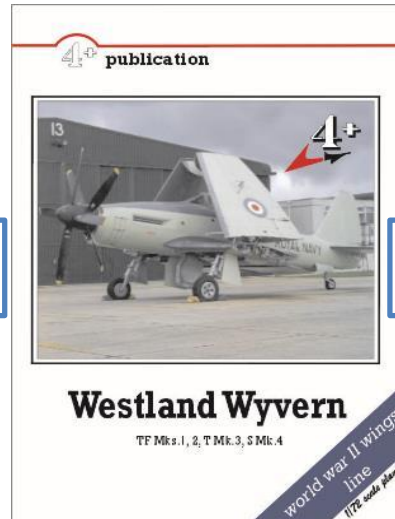 4+ publication
13
4+
ROYAL NAVY
Westland Wyvern
TF Mks.1, 2, T Mk.3, S Mk.4
world war II wings
line
1/72 scale plans